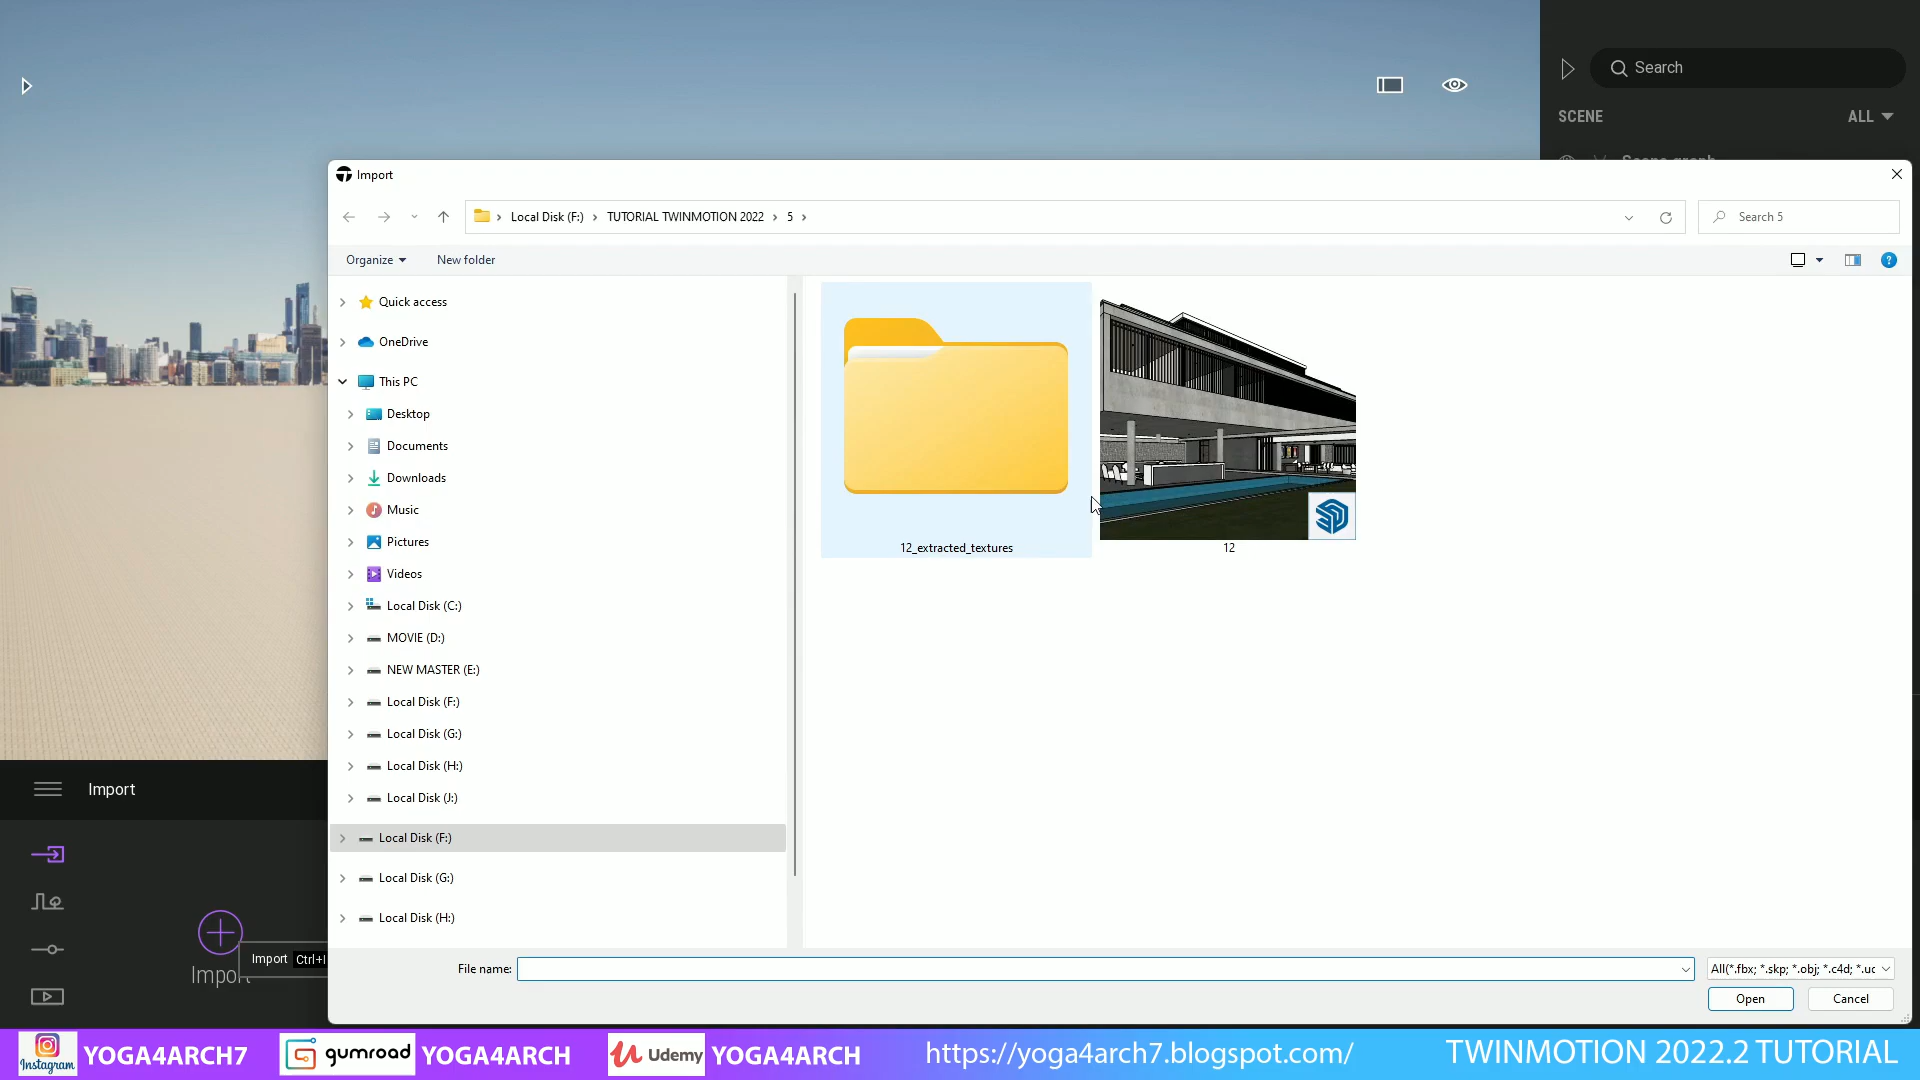 Search
SCENE
ALL
Import
Local Disk (F:) › TUTORIAL TWINMOTION 2022 › 5 ›
Search 5
Organize
New folder
Quick access
OneDrive
This PC
Desktop
Documents
Downloads
Music
Pictures
Videos
Local Disk (C:)
MOVIE (D:)
NEW MASTER (E:)
Local Disk (F:)
Local Disk (G:)
Local Disk (H:)
Local Disk (J:)
Local Disk (F:)
Local Disk (G:)
Local Disk (H:)
12_extracted_textures
12
Import
Import
Import Ctrl+I
File name:
All(*.fbx; *.skp; *.obj; *.c4d; *.uc
Open
Cancel
Instagram
YOGA4ARCH7
gumroad
YOGA4ARCH
Udemy
YOGA4ARCH
https://yoga4arch7.blogspot.com/
TWINMOTION 2022.2 TUTORIAL